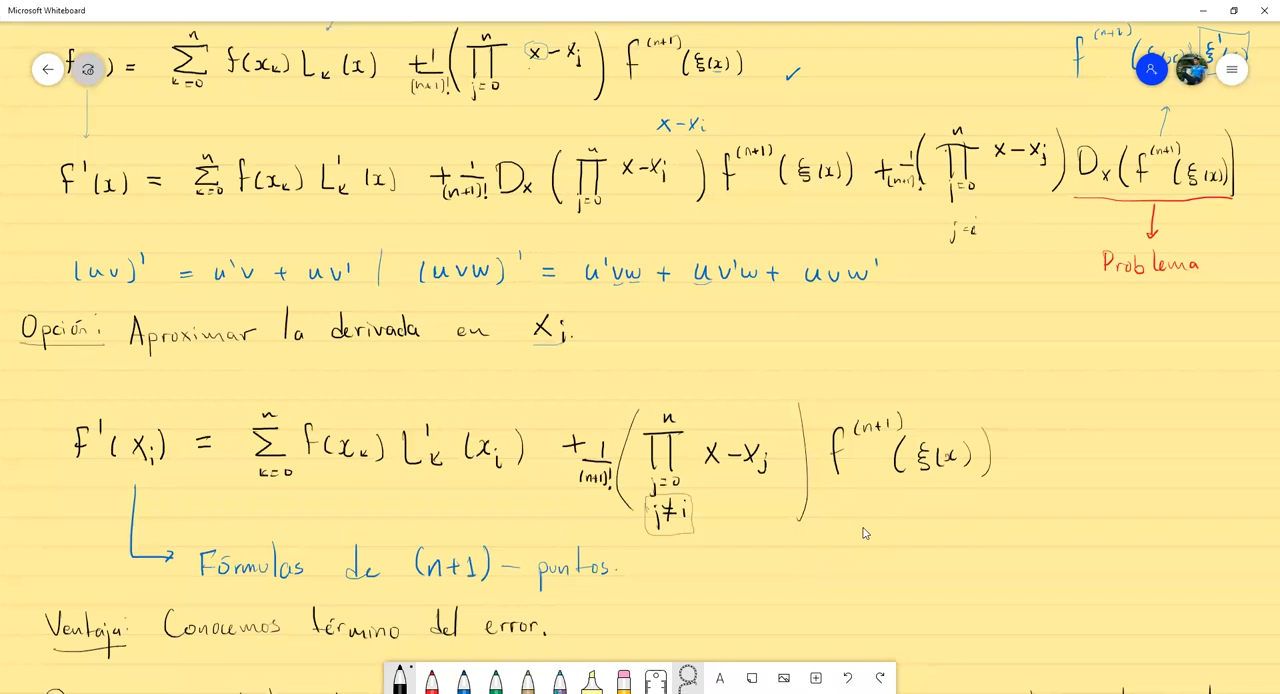 Microsoft Whiteboard
f( ) = Σ_{k=0}^{n} f(x_k) L_k(x) + 1/(n+1)! ( ∏_{j=0}^{n} x - x_j ) f^{(n+1)} (ξ(x)) ✓
f^{(n+2)}
x - x_i
f'(x) = Σ_{k=0}^{n} f(x_k) L'_k(x) + 1/(n+1)! D_x ( ∏_{j=0}^{n} x - x_i ) f^{(n+1)} (ξ(x)) + 1/(n+1)! ( ∏_{j=0}^{n} x - x_j ) D_x ( f^{(n+1)} (ξ(x)) )
j=i
Problema
(uv)' = u'v + uv' | (uvw)' = u'vw + uv'w + uvw'
Opción: Aproximar la derivada en x_i.
f'(x_i) = Σ_{k=0}^{n} f(x_k) L'_k(x_i) + 1/(n+1)! ( ∏_{j=0, j≠i}^{n} x - x_j ) f^{(n+1)} (ξ(x))
Fórmulas de (n+1) - puntos.
Ventaja: Conocemos término del error.
A